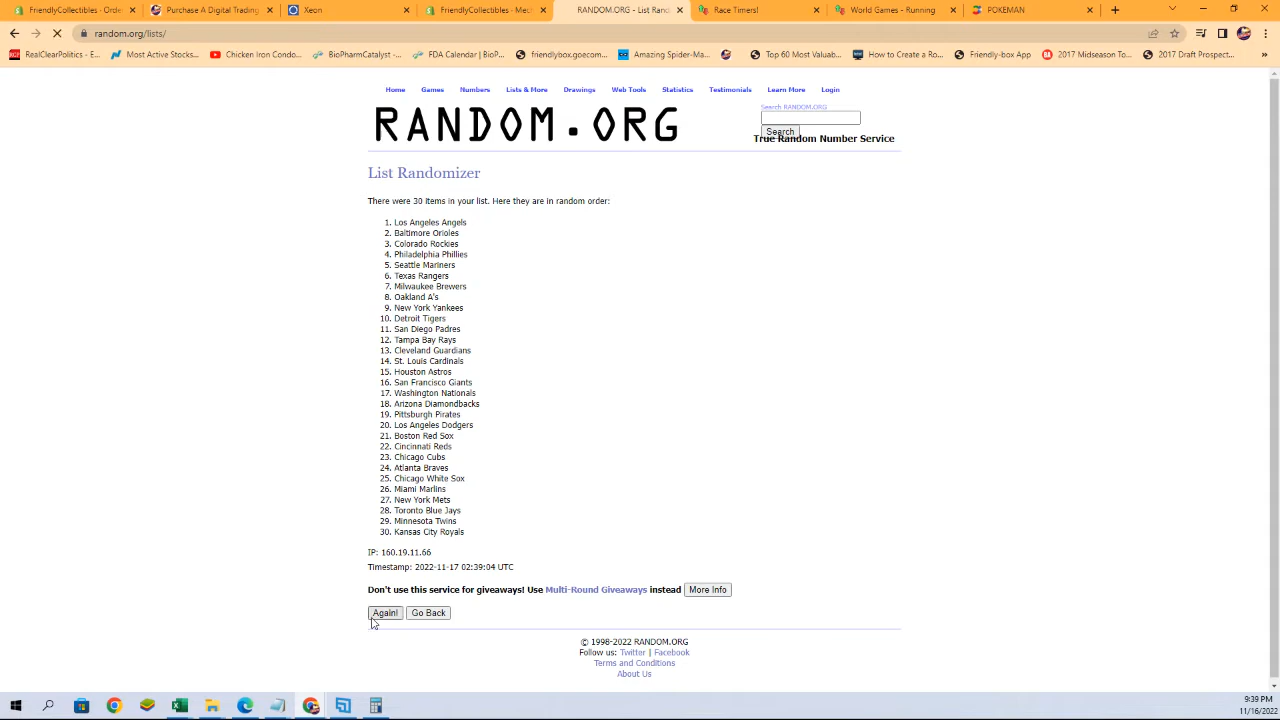 FriendlyCollectibles - Order
Purchase A Digital Trading
Xeon
FriendlyCollectibles - Mech
RANDOM.ORG - List Rand
Race Timers!
World Games - Running
POKEMAN
random.org/lists/
RealClearPolitics - E...
Most Active Stocks...
Chicken Iron Condo...
BioPharmCatalyst -...
FDA Calendar | BioP...
friendlybox.goecom...
Amazing Spider-Ma...
Top 60 Most Valuab...
How to Create a Ro...
Friendly-box App
2017 Midseason To...
2017 Draft Prospect...
Home Games Numbers Lists & More Drawings Web Tools Statistics Testimonials Learn More Login
RANDOM.ORG
Search RANDOM.ORG
Search
True Random Number Service
List Randomizer
There were 30 items in your list. Here they are in random order:
1. Los Angeles Angels
2. Baltimore Orioles
3. Colorado Rockies
4. Philadelphia Phillies
5. Seattle Mariners
6. Texas Rangers
7. Milwaukee Brewers
8. Oakland A's
9. New York Yankees
10. Detroit Tigers
11. San Diego Padres
12. Tampa Bay Rays
13. Cleveland Guardians
14. St. Louis Cardinals
15. Houston Astros
16. San Francisco Giants
17. Washington Nationals
18. Arizona Diamondbacks
19. Pittsburgh Pirates
20. Los Angeles Dodgers
21. Boston Red Sox
22. Cincinnati Reds
23. Chicago Cubs
24. Atlanta Braves
25. Chicago White Sox
26. Miami Marlins
27. New York Mets
28. Toronto Blue Jays
29. Minnesota Twins
30. Kansas City Royals
IP: 160.19.11.66
Timestamp: 2022-11-17 02:39:04 UTC
Don't use this service for giveaways! Use Multi-Round Giveaways instead More Info
Again! Go Back
© 1998-2022 RANDOM.ORG
Follow us: Twitter | Facebook
Terms and Conditions
About Us
9:39 PM
11/16/2022